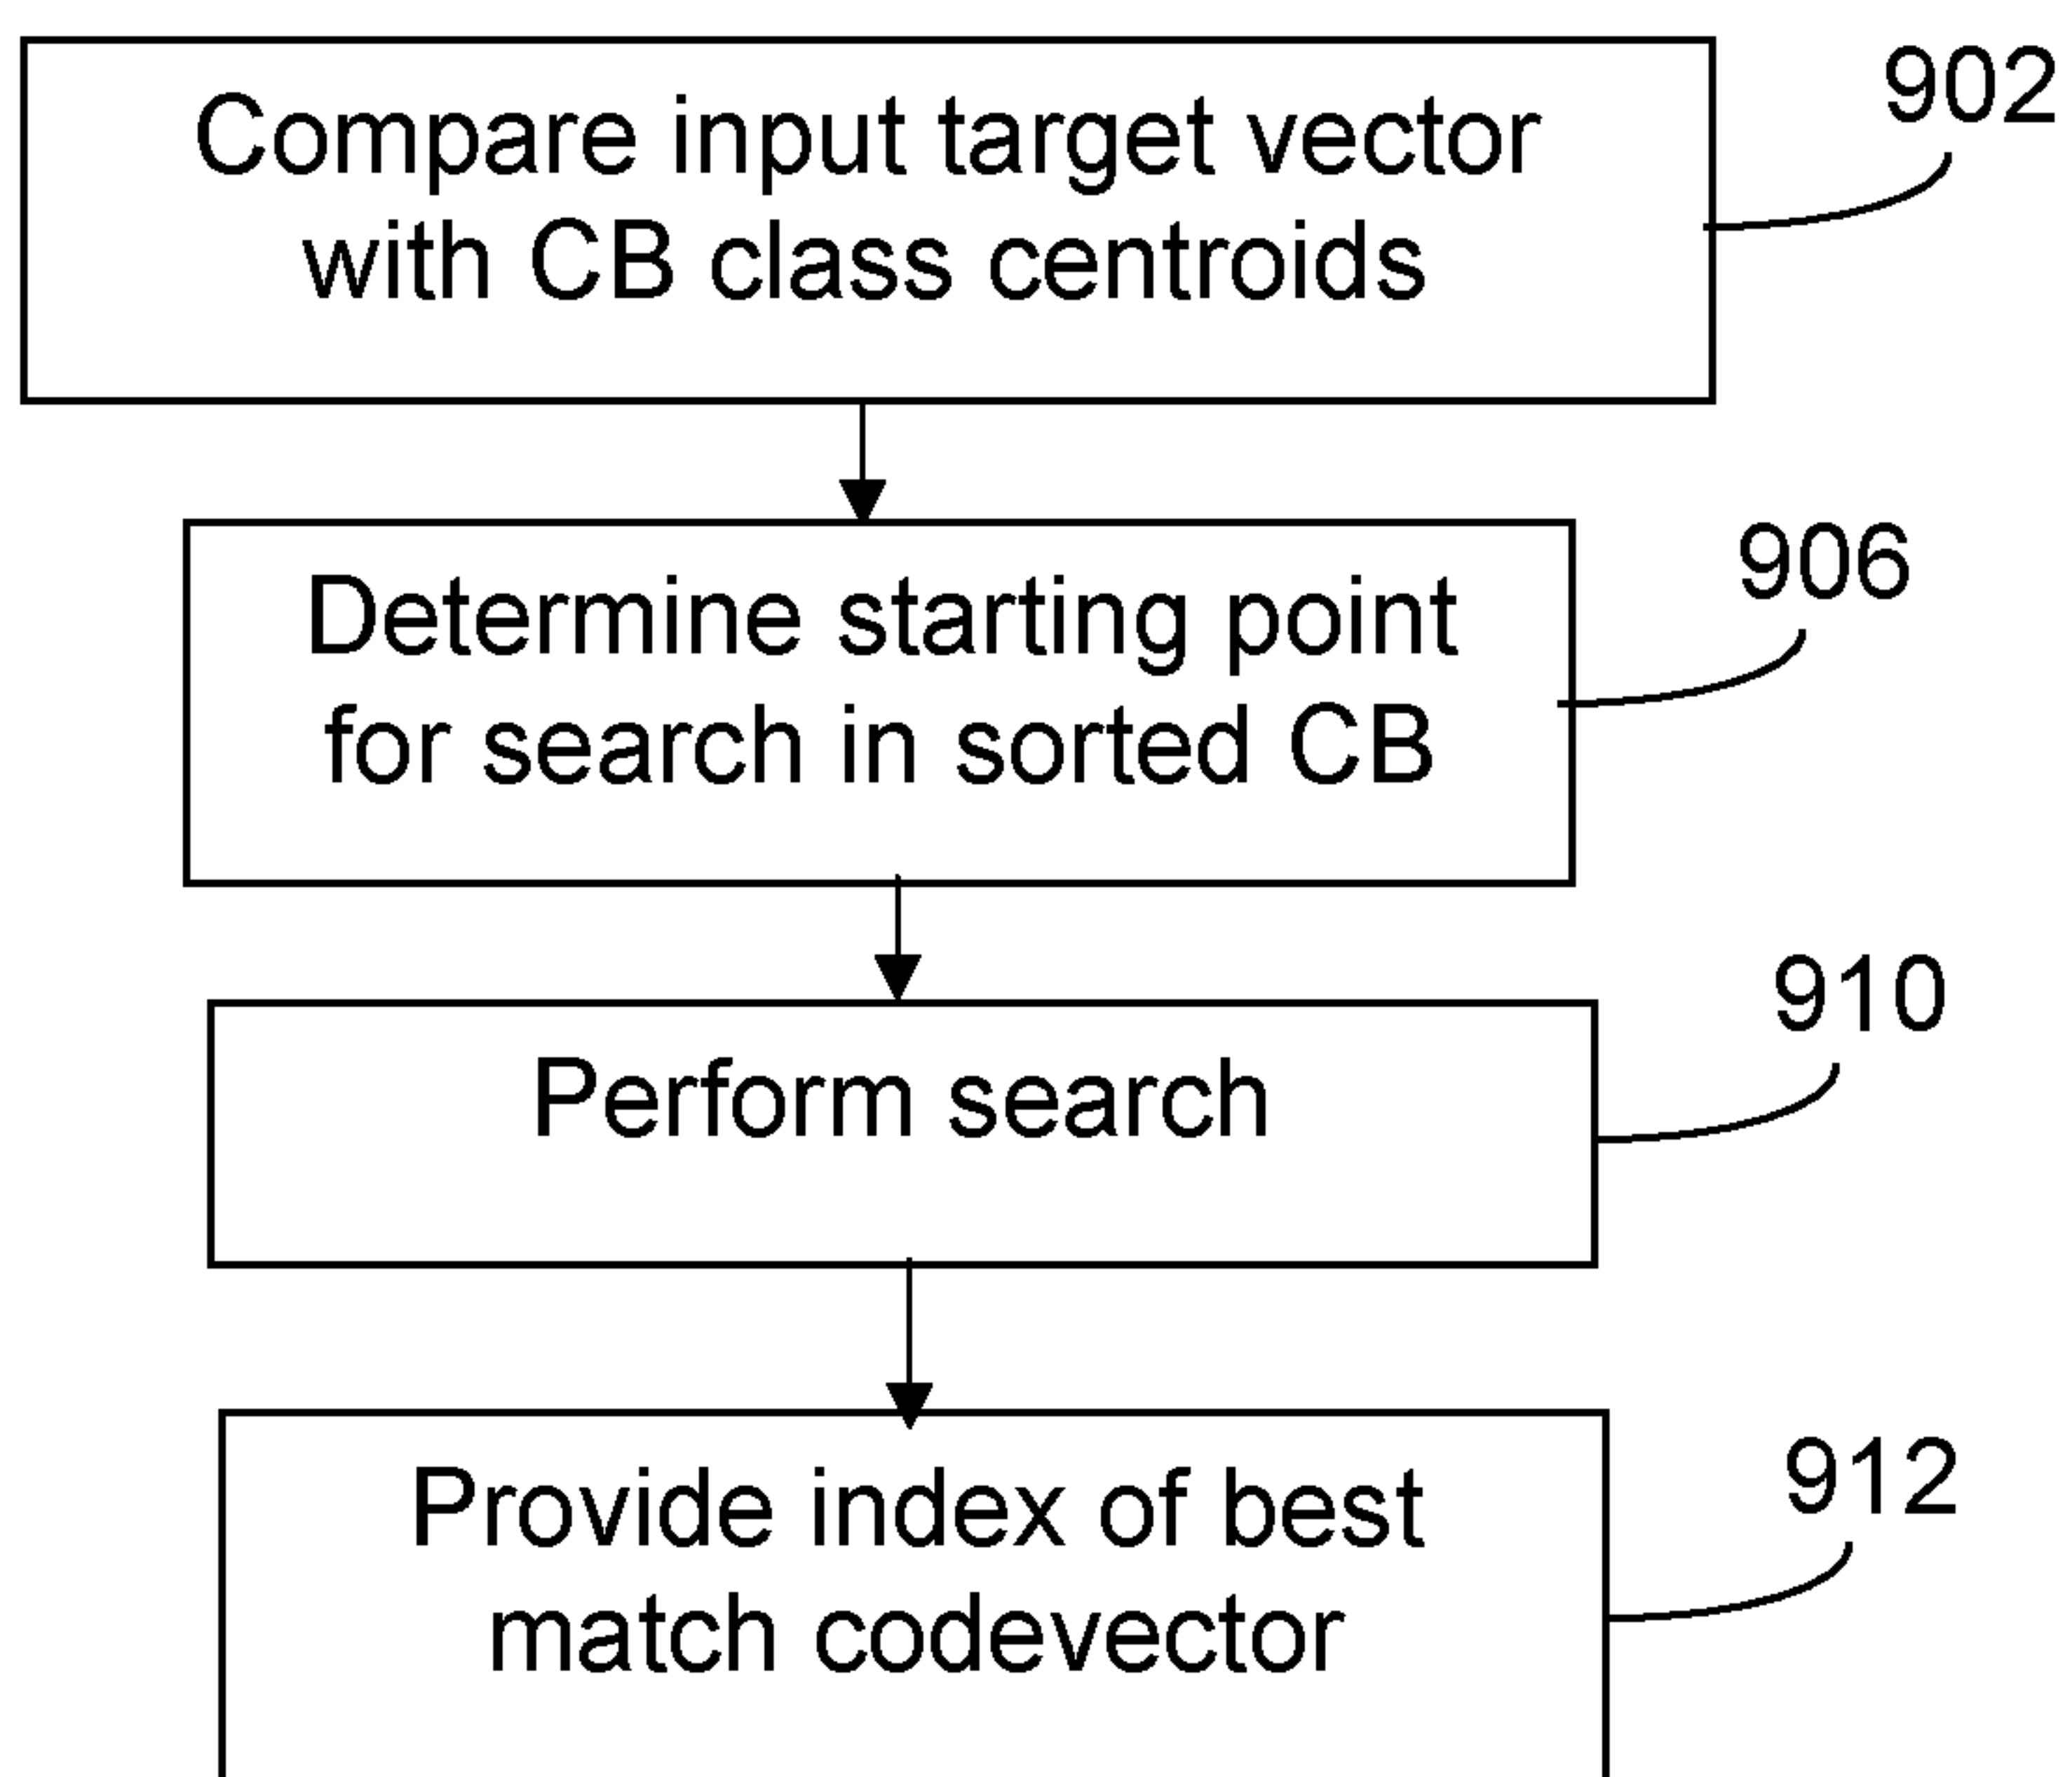 902
Compare input target vector
with CB class centroids
906
Determine starting point
for search in sorted CB
910
Perform search
912
Provide index of best
match codevector